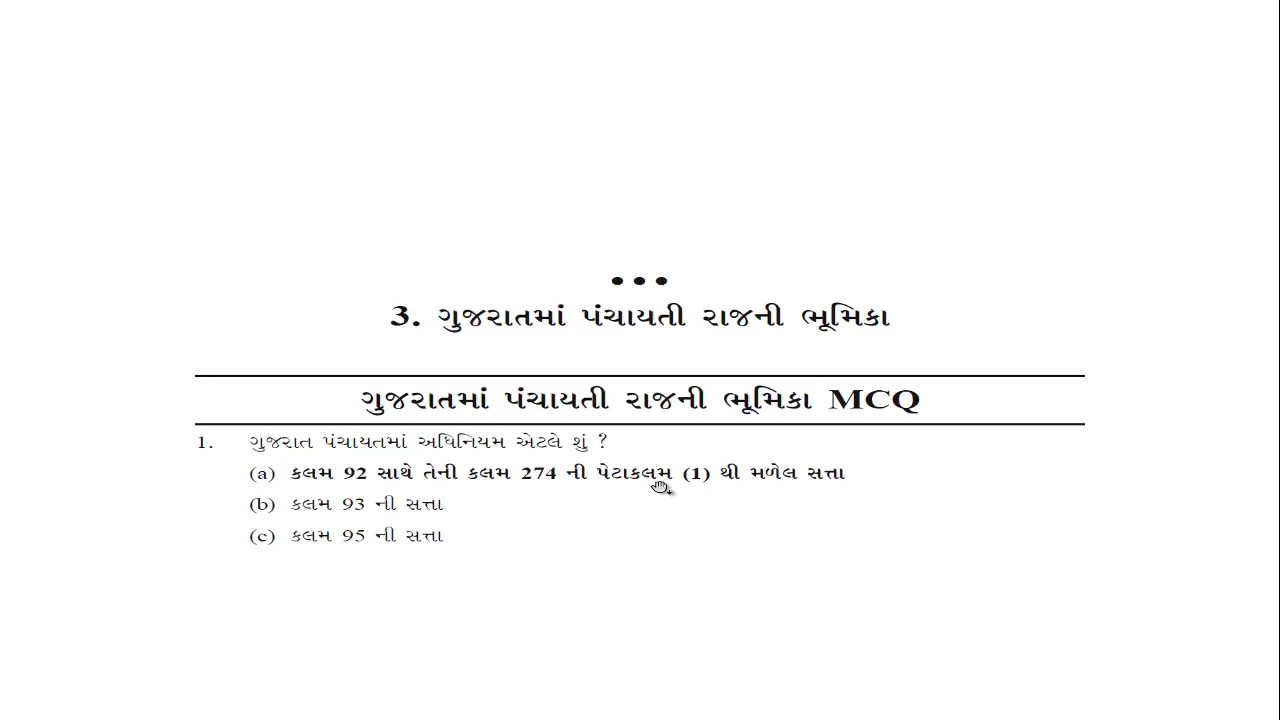 •••
3. ગુજરાતમાં પંચાયતી રાજની ભૂમિકા
ગુજરાતમાં પંચાયતી રાજની ભૂમિકા MCQ
1. ગુજરાત પંચાયતમાં અધિનિયમ એટલે શું ?
(a) કલમ 92 સાથે તેની કલમ 274 ની પેટાકલમ (1) થી મળેલ સત્તા
(b) કલમ 93 ની સત્તા
(c) કલમ 95 ની સત્તા